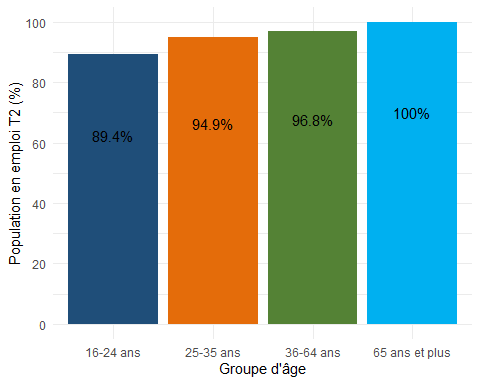 Population en emploi T2 (%)
100
80
60
40
20
0
89.4%
94.9%
96.8%
100%
16-24 ans
25-35 ans
36-64 ans
65 ans et plus
Groupe d'âge